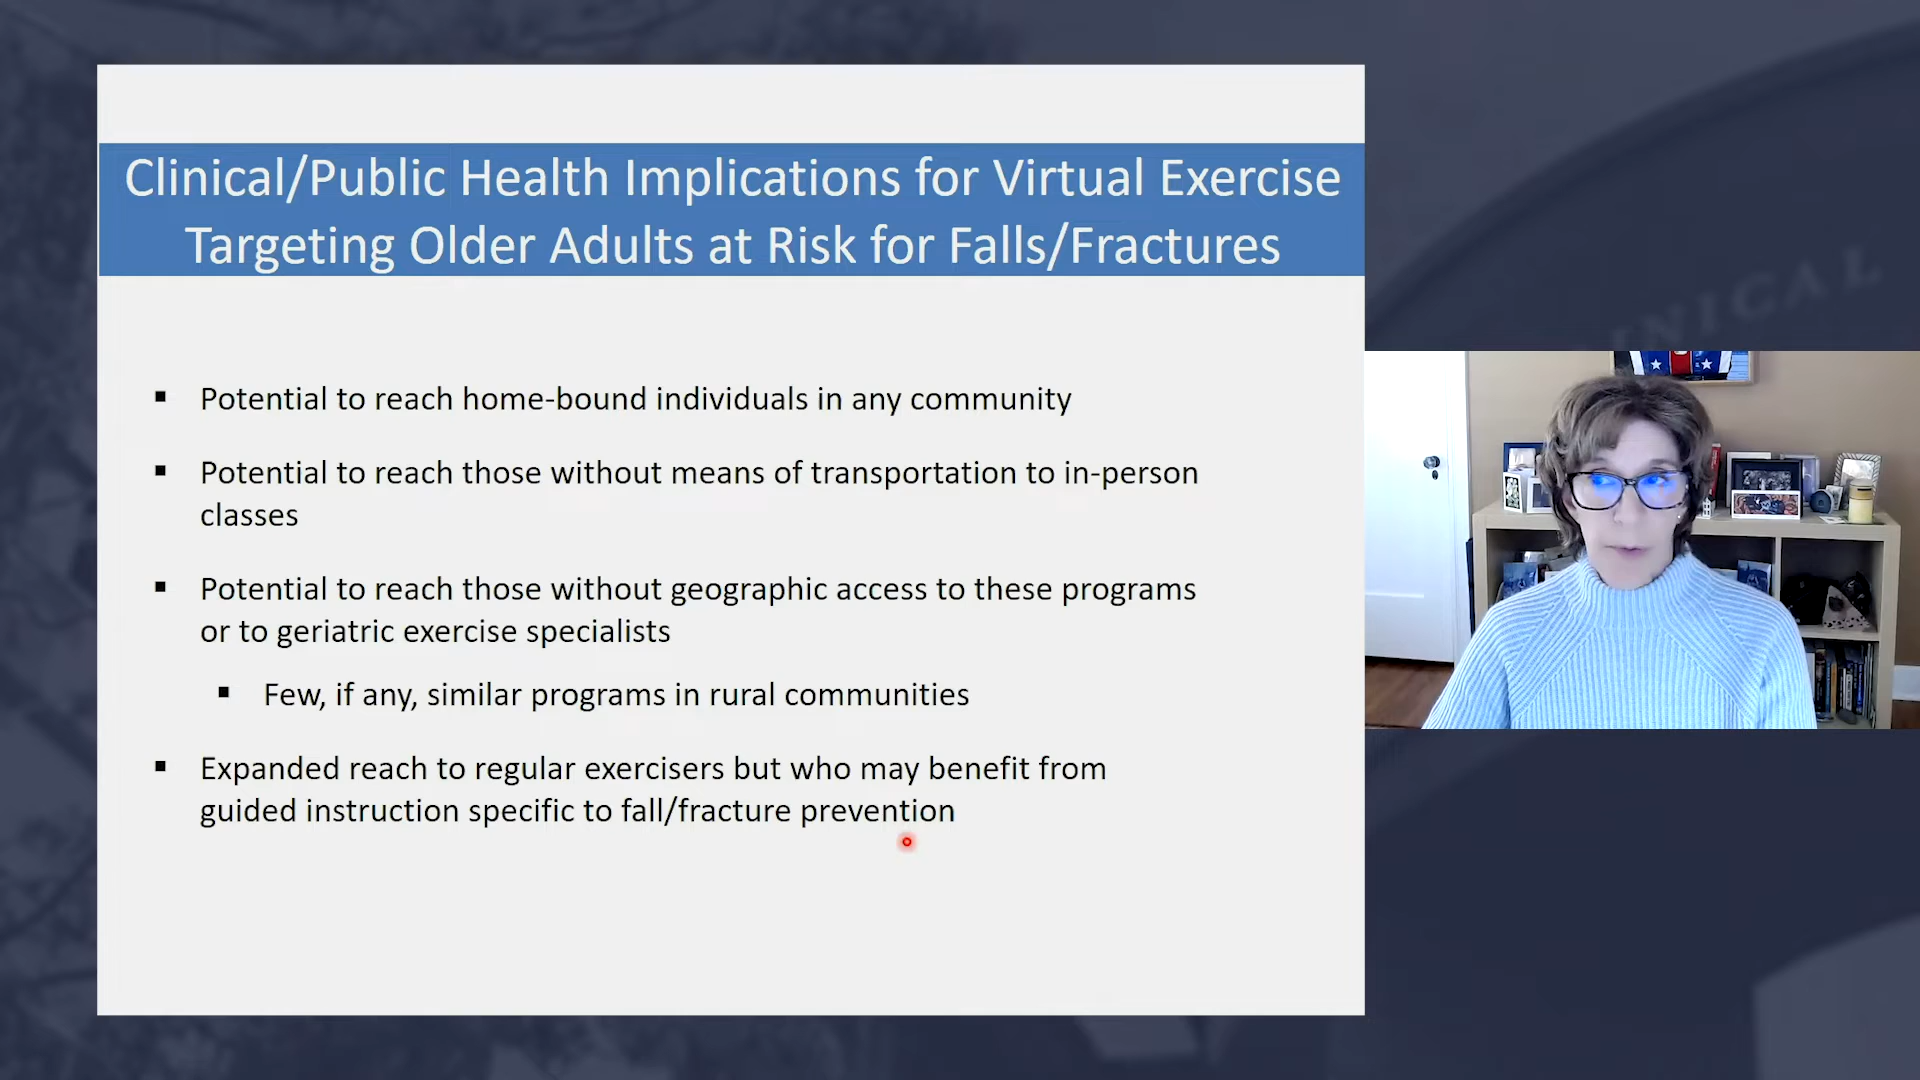 Clinical/Public Health Implications for Virtual Exercise
Targeting Older Adults at Risk for Falls/Fractures
▪ Potential to reach home-bound individuals in any community
▪ Potential to reach those without means of transportation to in-person
classes
▪ Potential to reach those without geographic access to these programs
or to geriatric exercise specialists
▪ Few, if any, similar programs in rural communities
▪ Expanded reach to regular exercisers but who may benefit from
guided instruction specific to fall/fracture prevention